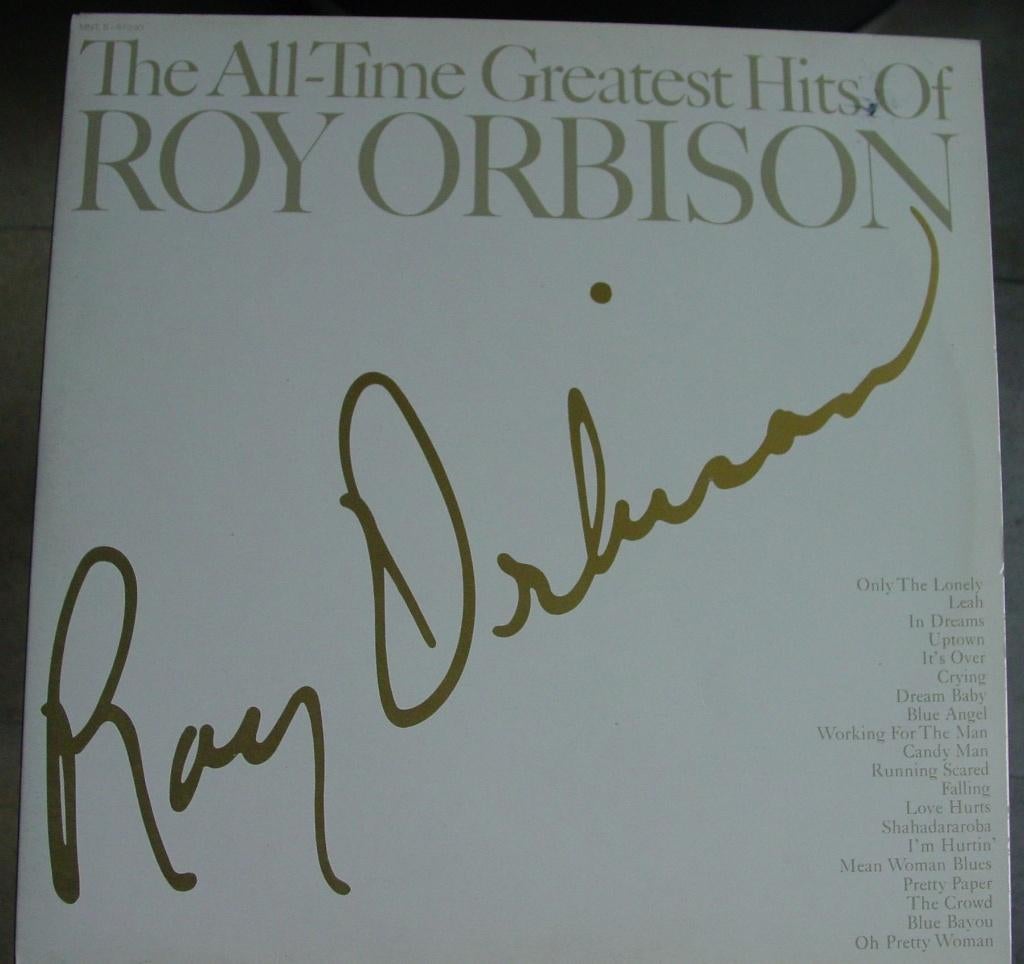 The All-Time Greatest Hits Of
ROY ORBISON
Roy Orbison
Only The Lonely
Leah
In Dreams
Uptown
It's Over
Crying
Dream Baby
Blue Angel
Working For The Man
Candy Man
Running Scared
Falling
Love Hurts
Shahadararoba
I'm Hurtin'
Mean Woman Blues
Pretty Paper
The Crowd
Blue Bayou
Oh Pretty Woman